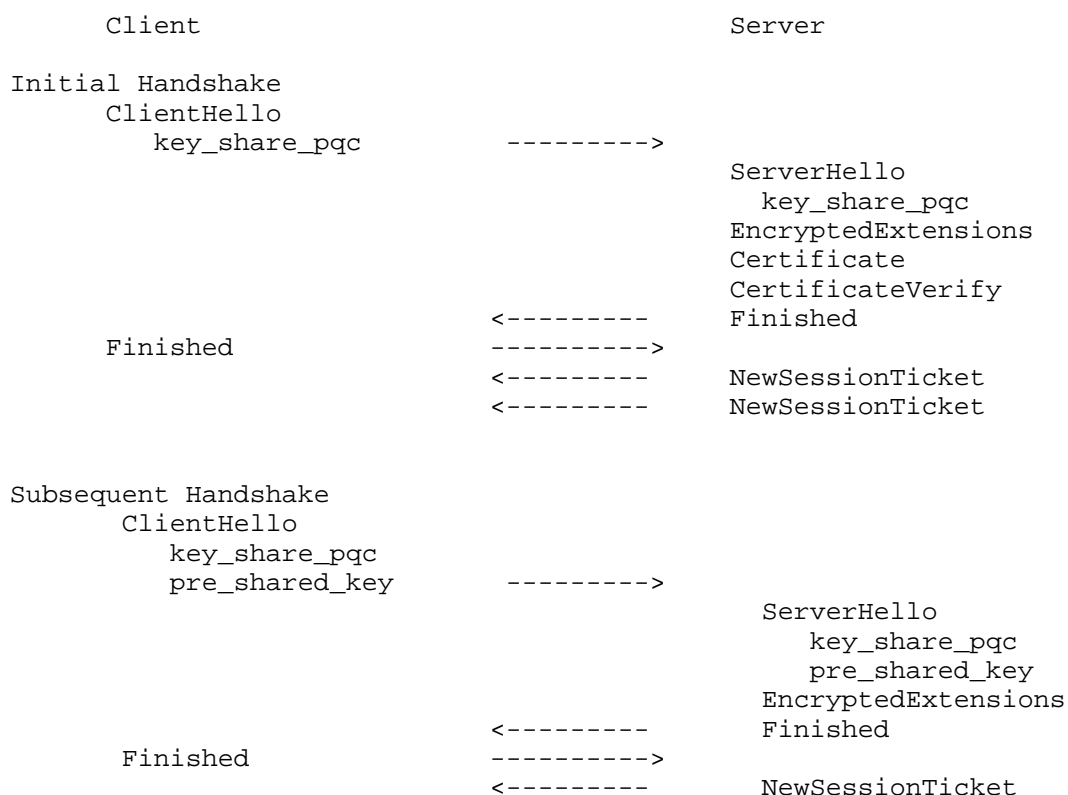 Client Server
Initial Handshake
ClientHello
key_share_pqc --------->
ServerHello
key_share_pqc
EncryptedExtensions
Certificate
CertificateVerify
<--------- Finished
Finished ---------->
<--------- NewSessionTicket
<--------- NewSessionTicket
Subsequent Handshake
ClientHello
key_share_pqc
pre_shared_key --------->
ServerHello
key_share_pqc
pre_shared_key
EncryptedExtensions
<--------- Finished
Finished ---------->
<--------- NewSessionTicket